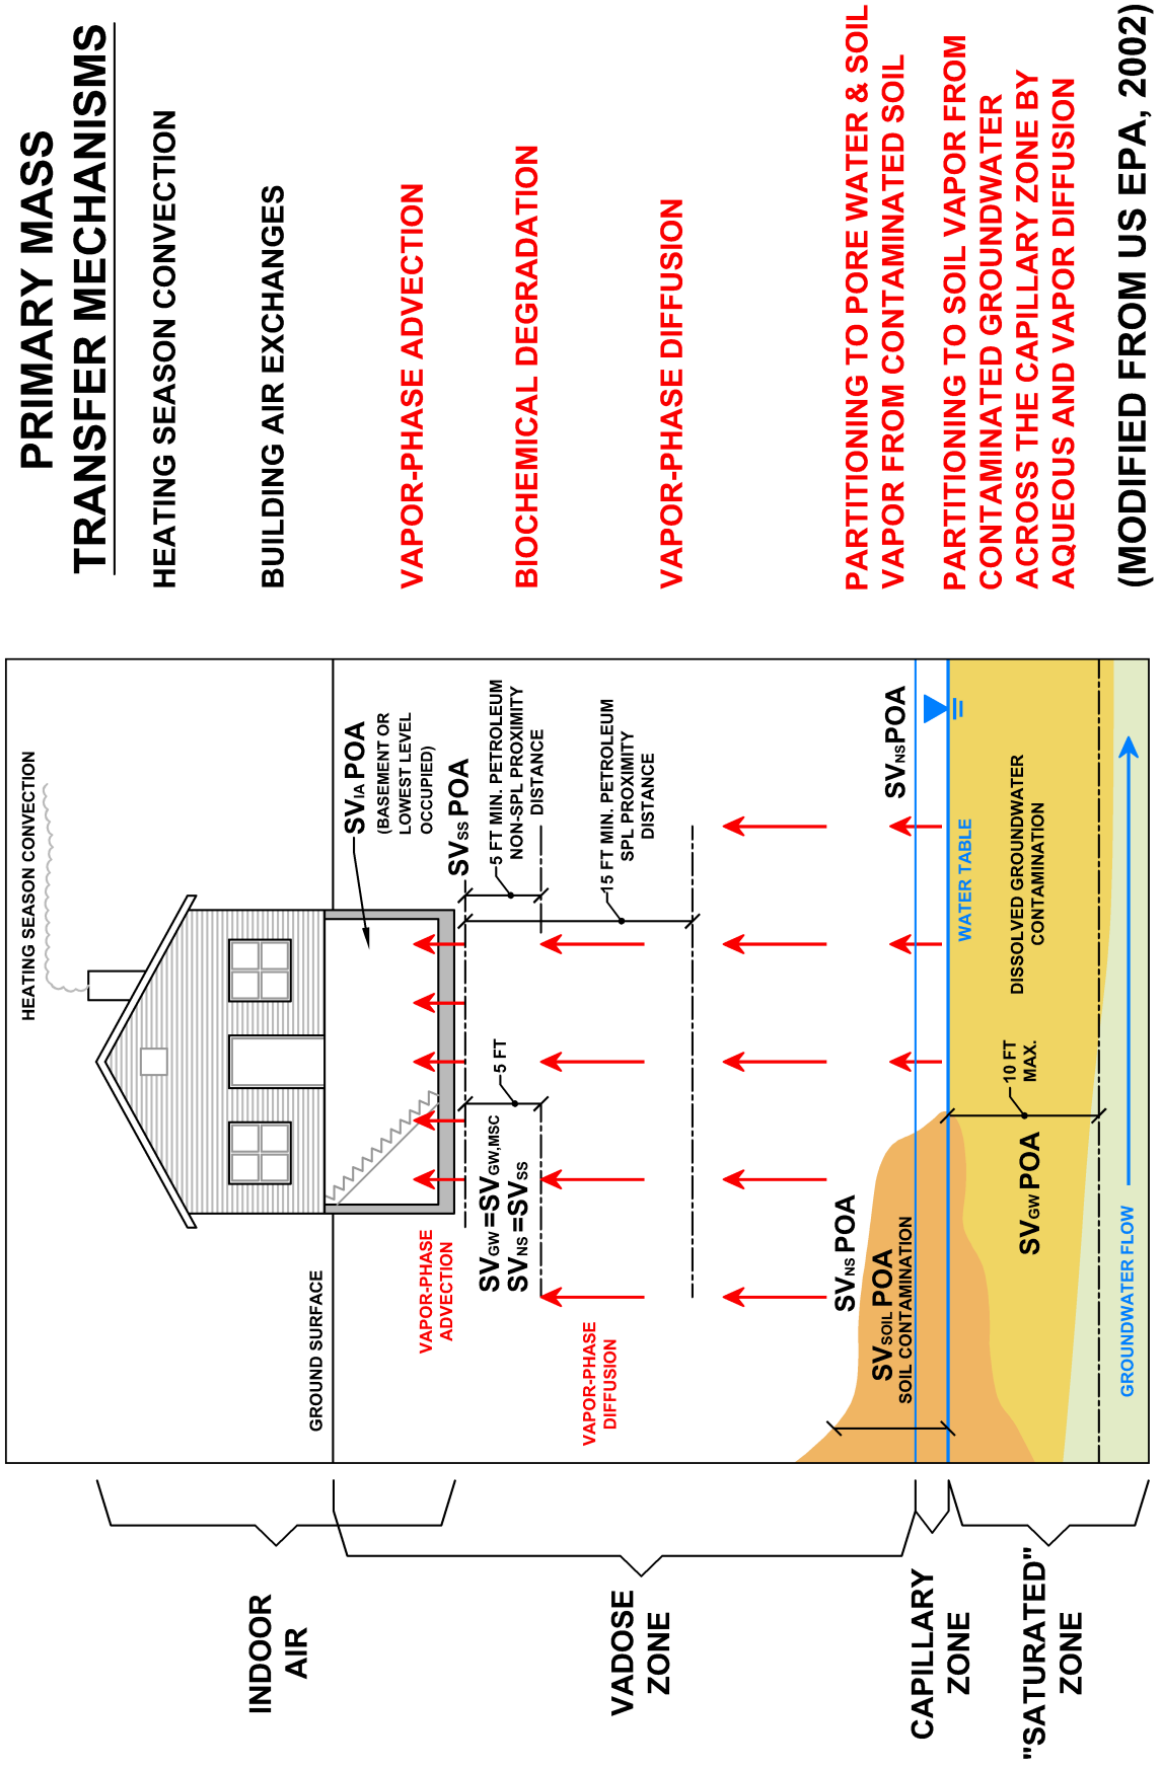 PRIMARY MASS
TRANSFER MECHANISMS
HEATING SEASON CONVECTION
BUILDING AIR EXCHANGES
VAPOR-PHASE ADVECTION
BIOCHEMICAL DEGRADATION
VAPOR-PHASE DIFFUSION
PARTITIONING TO PORE WATER & SOIL
VAPOR FROM CONTAMINATED SOIL
PARTITIONING TO SOIL VAPOR FROM
CONTAMINATED GROUNDWATER
ACROSS THE CAPILLARY ZONE BY
AQUEOUS AND VAPOR DIFFUSION
(MODIFIED FROM US EPA, 2002)
HEATING SEASON CONVECTION
SVIA POA
(BASEMENT OR
LOWEST LEVEL
OCCUPIED)
GROUND SURFACE
SVSS POA
VAPOR-PHASE
ADVECTION
SVGW =SVGW,MSC
SVNS =SVSS
5 FT
5 FT MIN. PETROLEUM
NON-SPL PROXIMITY
DISTANCE
VAPOR-PHASE
DIFFUSION
15 FT MIN. PETROLEUM
SPL PROXIMITY
DISTANCE
SVNS POA
SVNS POA
SVSOIL POA
SOIL CONTAMINATION
WATER TABLE
SVGW POA
10 FT
MAX.
DISSOLVED GROUNDWATER
CONTAMINATION
GROUNDWATER FLOW
INDOOR
AIR
VADOSE
ZONE
CAPILLARY
ZONE
"SATURATED"
ZONE